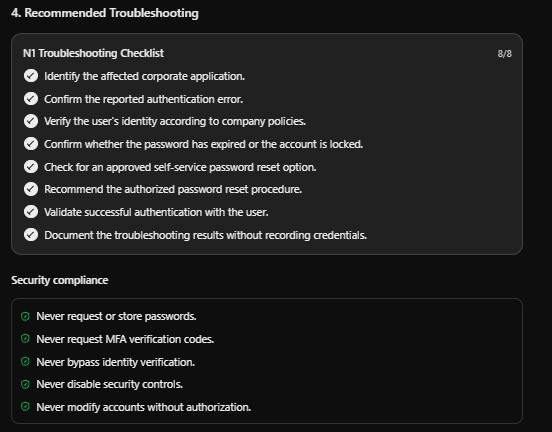 4. Recommended Troubleshooting
N1 Troubleshooting Checklist 8/8
Identify the affected corporate application.
Confirm the reported authentication error.
Verify the user's identity according to company policies.
Confirm whether the password has expired or the account is locked.
Check for an approved self-service password reset option.
Recommend the authorized password reset procedure.
Validate successful authentication with the user.
Document the troubleshooting results without recording credentials.
Security compliance
Never request or store passwords.
Never request MFA verification codes.
Never bypass identity verification.
Never disable security controls.
Never modify accounts without authorization.